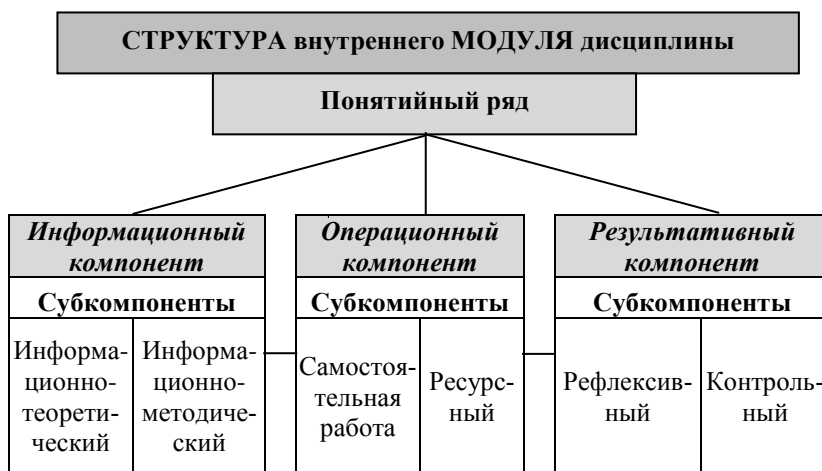 СТРУКТУРА внутреннего МОДУЛЯ дисциплины
Понятийный ряд
Информационный
компонент
Субкомпоненты
Информа-
ционно-
теорети-
ческий
Информа-
ционно-
методиче-
ский
Операционный
компонент
Субкомпоненты
Самостоя-
тельная
работа
Ресурс-
ный
Результативный
компонент
Субкомпоненты
Рефлексив-
ный
Контроль-
ный